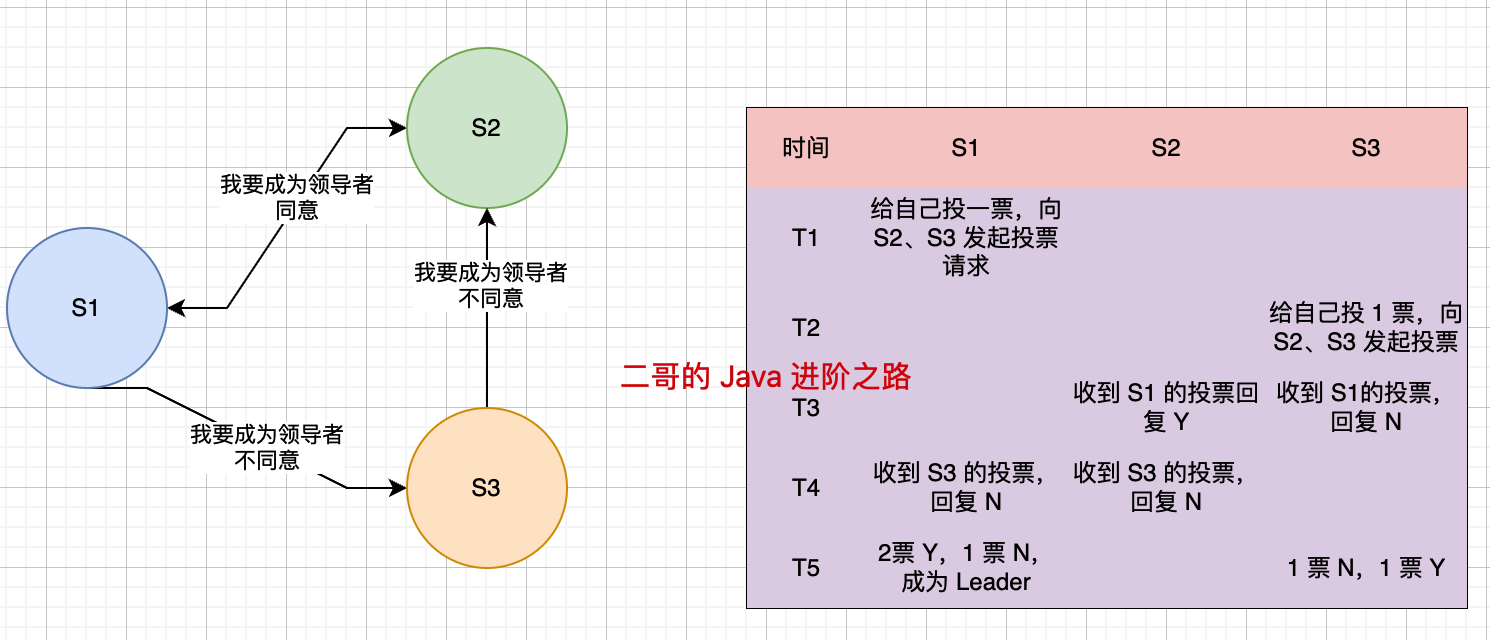 S2
我要成为领导者
同意
S1
我要成为领导者
不同意
我要成为领导者
不同意
S3
时间 S1 S2 S3
T1
给自己投一票，向
S2、S3 发起投票
请求
T2
给自己投 1 票，向
S2、S3 发起投票
二哥的 Java 进阶之路
T3
收到 S1 的投票回
复 Y
收到 S1的投票，
回复 N
T4
收到 S3 的投票，
回复 N
收到 S3 的投票，
回复 N
T5
2票 Y，1 票 N，
成为 Leader
1 票 N，1 票 Y